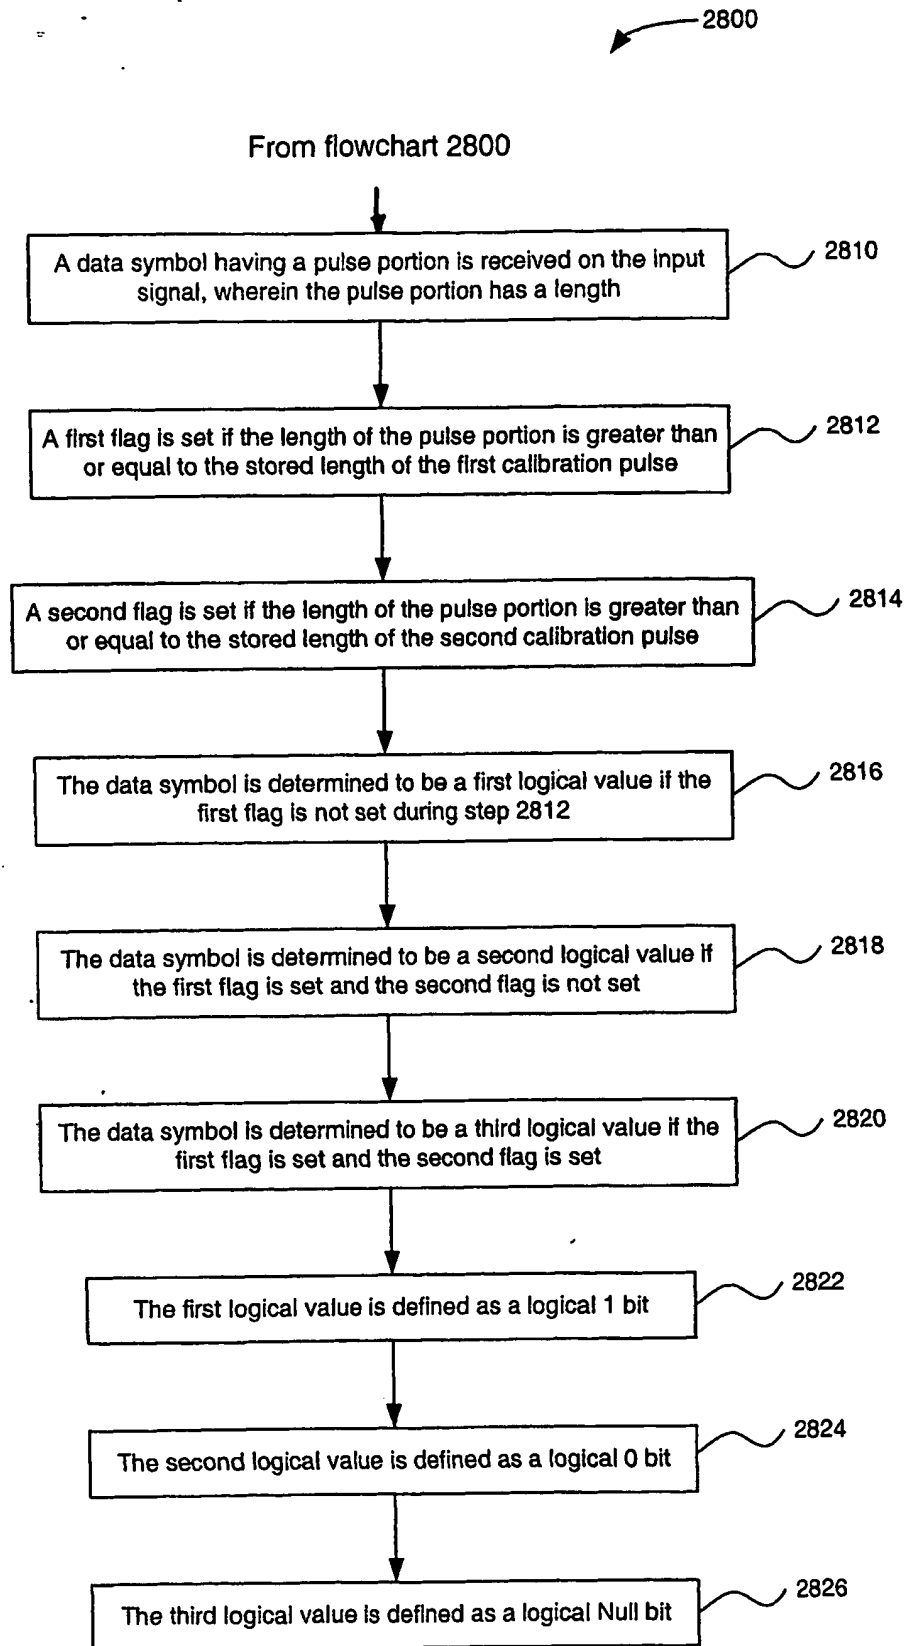 2800
From flowchart 2800
A data symbol having a pulse portion is received on the input
signal, wherein the pulse portion has a length
2810
A first flag is set if the length of the pulse portion is greater than
or equal to the stored length of the first calibration pulse
2812
A second flag is set if the length of the pulse portion is greater than
or equal to the stored length of the second calibration pulse
2814
The data symbol is determined to be a first logical value if the
first flag is not set during step 2812
2816
The data symbol is determined to be a second logical value if
the first flag is set and the second flag is not set
2818
The data symbol is determined to be a third logical value if the
first flag is set and the second flag is set
2820
The first logical value is defined as a logical 1 bit
2822
The second logical value is defined as a logical 0 bit
2824
The third logical value is defined as a logical Null bit
2826